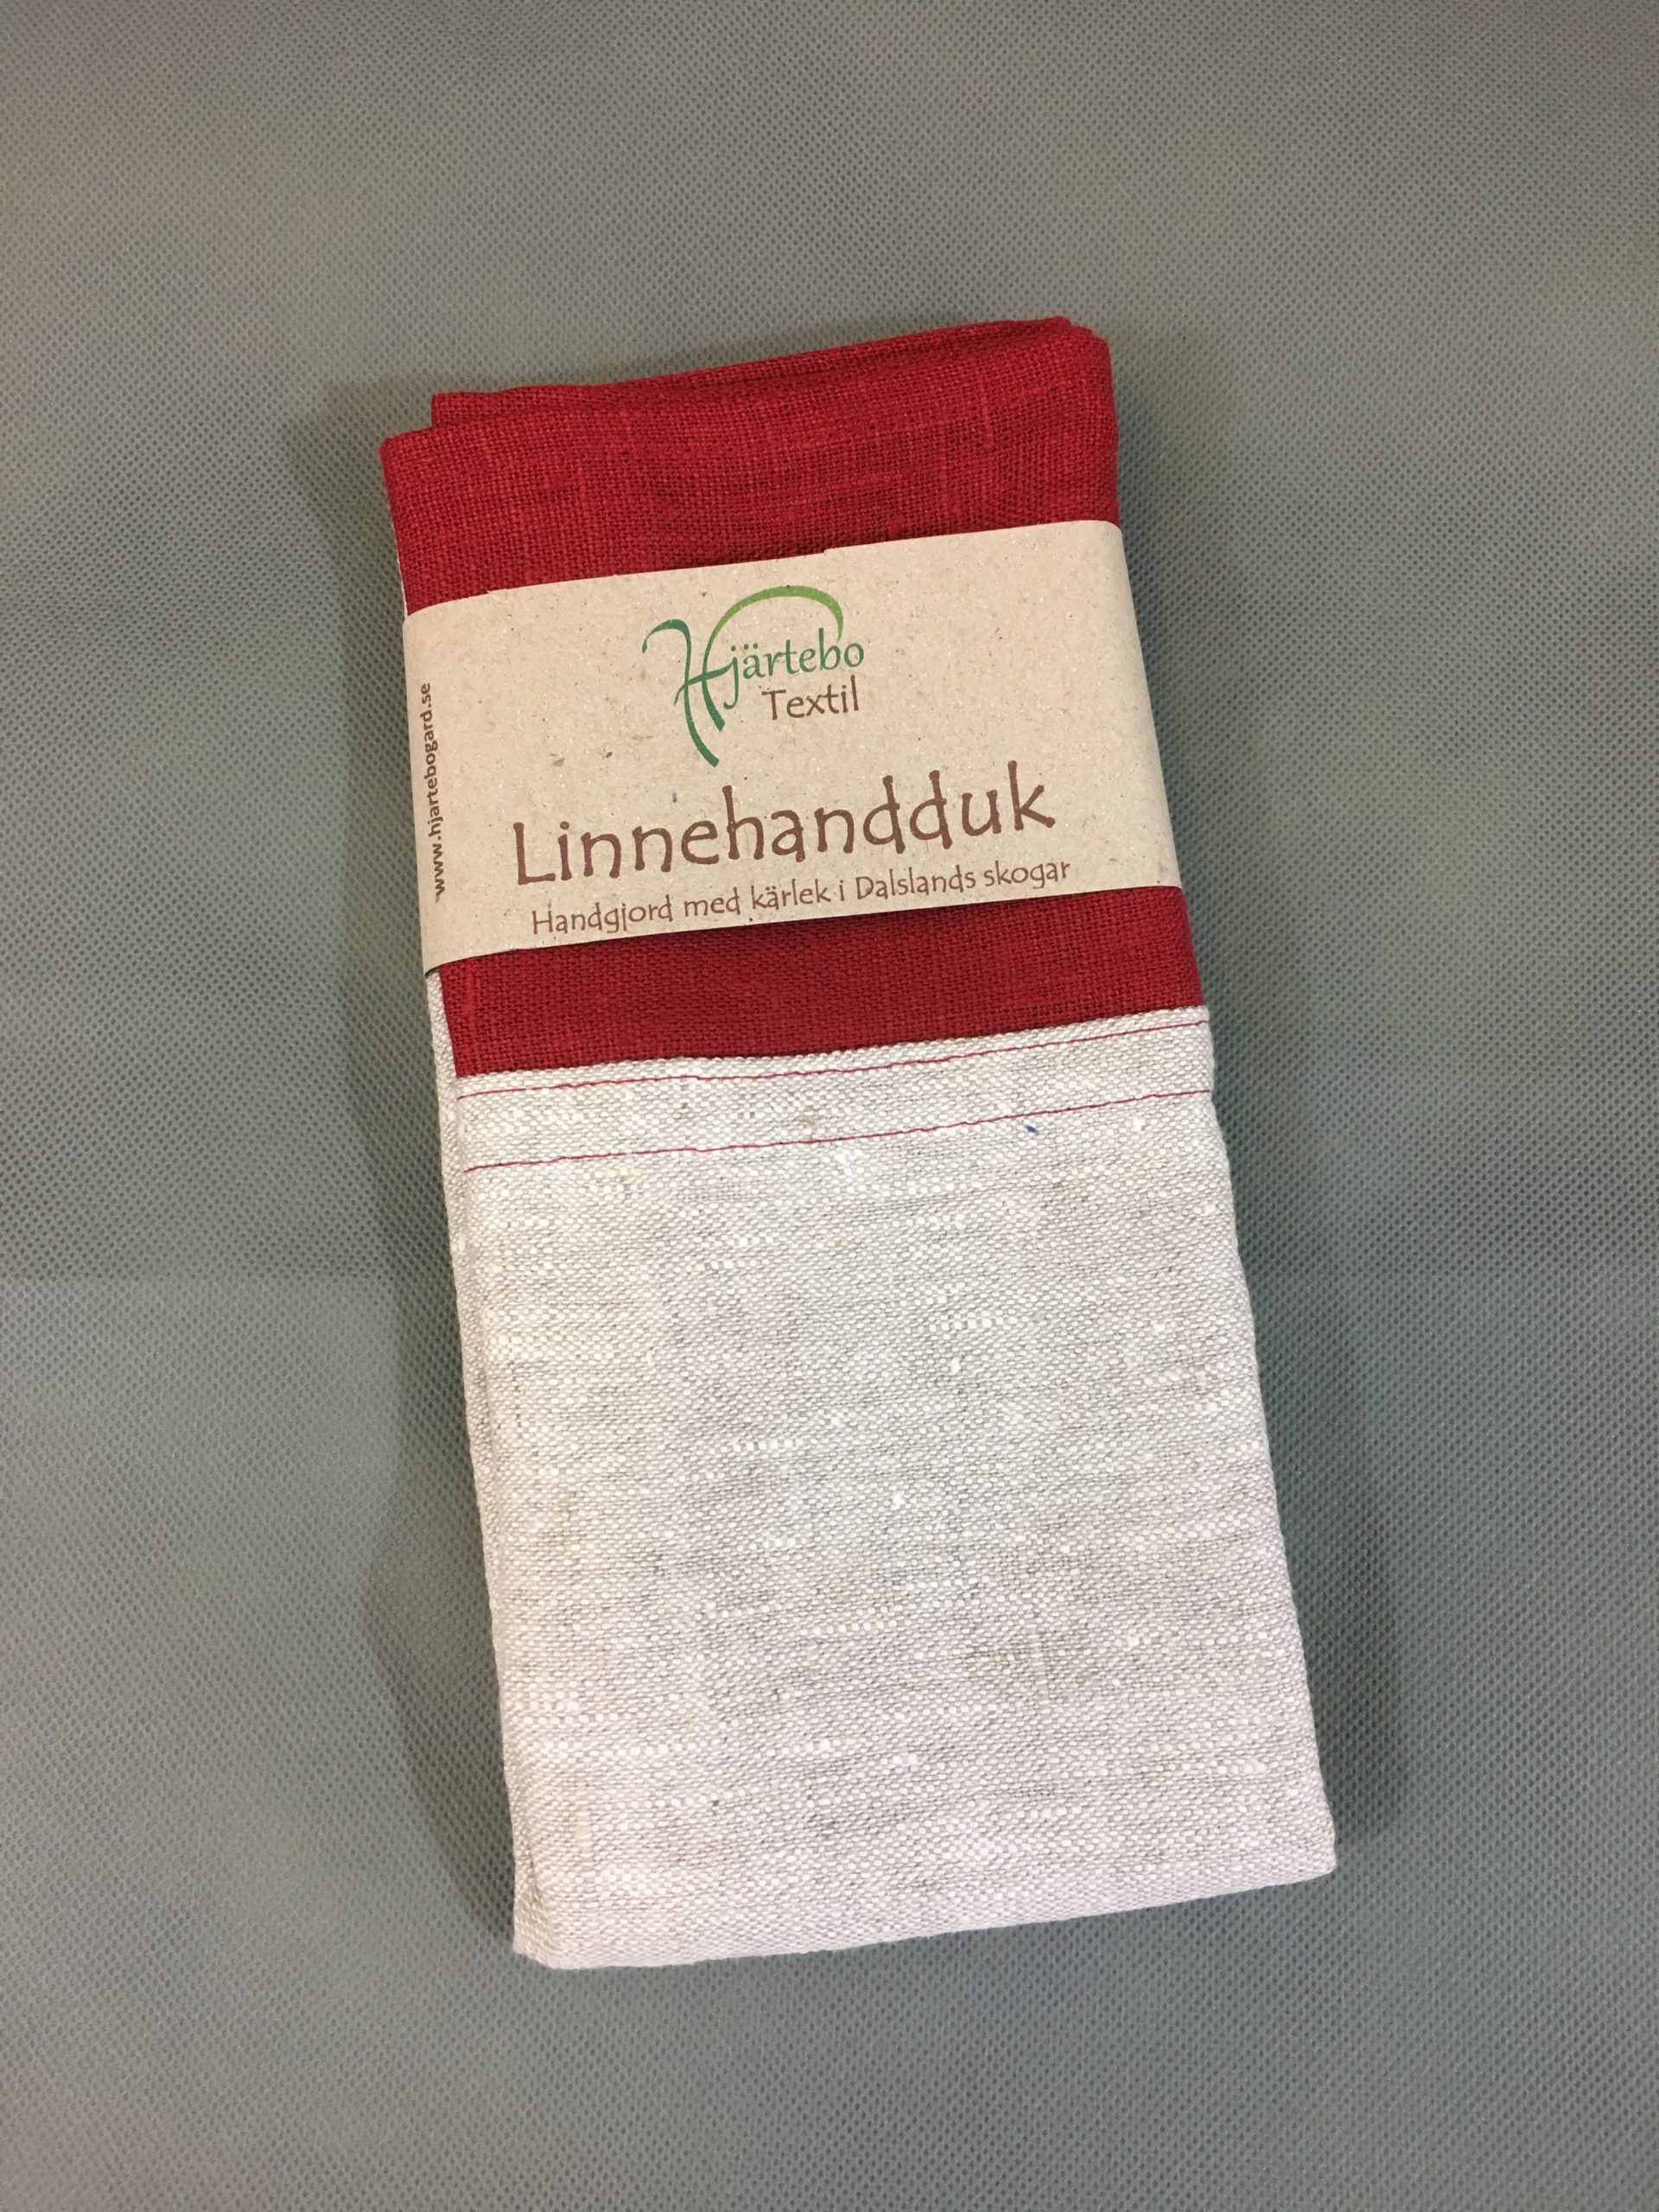 Hjärtebo
Textil
Linnehandduk
Handgjord med kärlek i Dalslands skogar
www.hjartebogard.se